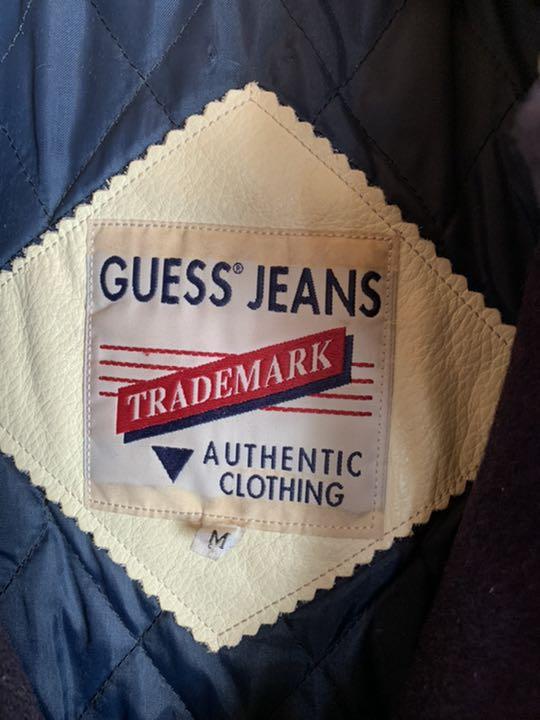 GUESS® JEANS
TRADEMARK
AUTHENTIC
CLOTHING
M